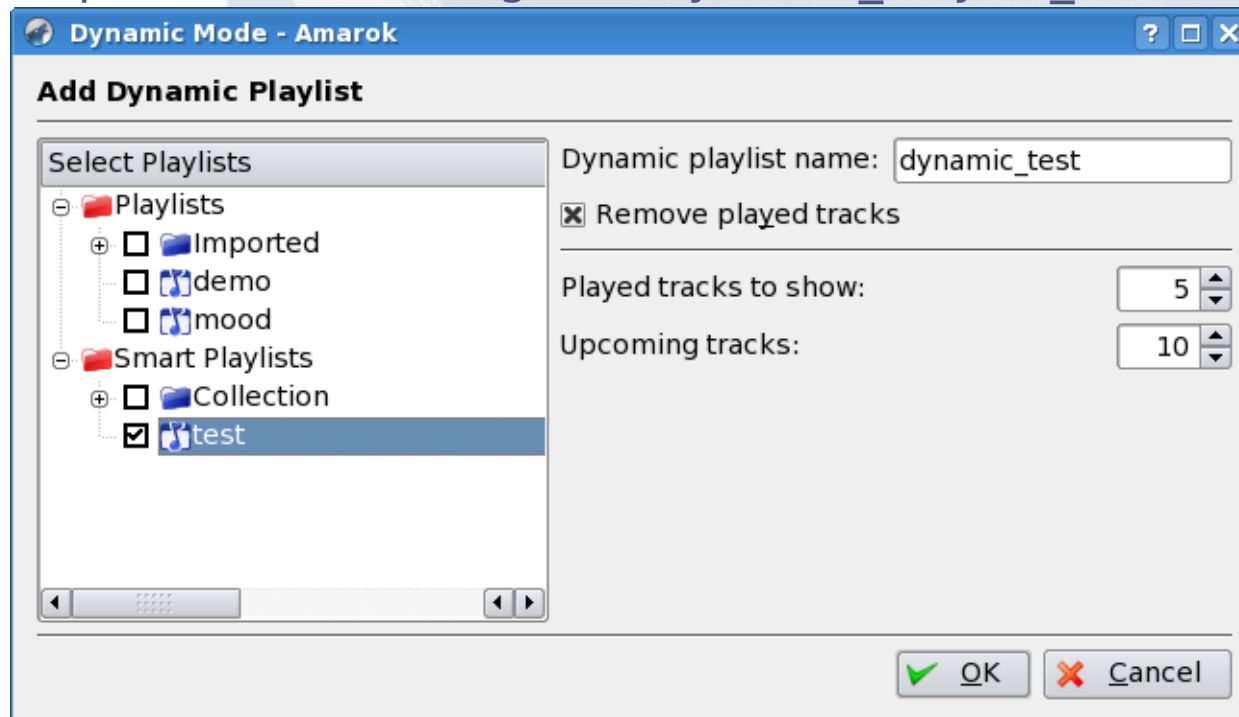 Dynamic Mode - Amarok
Add Dynamic Playlist
Select Playlists
Playlists
Imported
demo
mood
Smart Playlists
Collection
test
Dynamic playlist name: dynamic_test
Remove played tracks
Played tracks to show: 5
Upcoming tracks: 10
OK Cancel